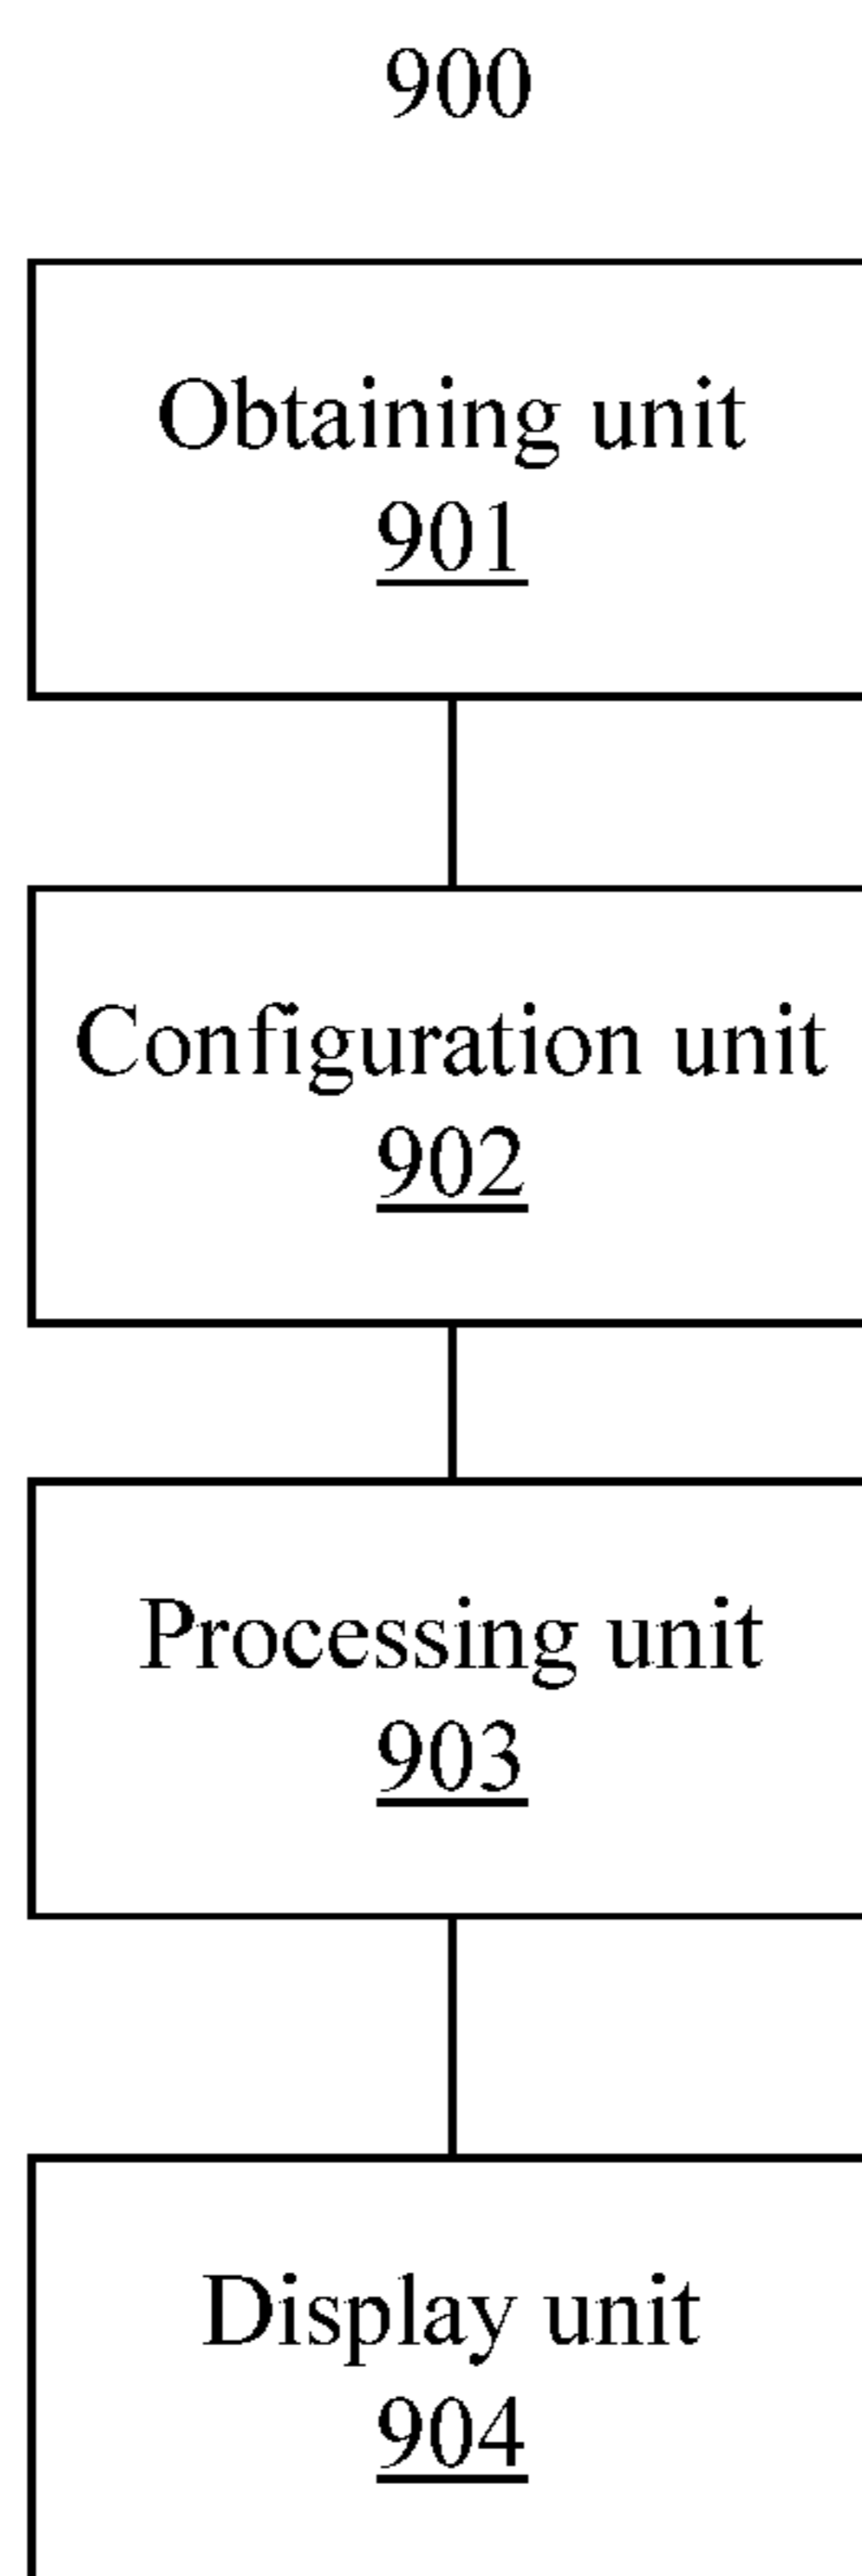 900
Obtaining unit
901
Configuration unit
902
Processing unit
903
Display unit
904